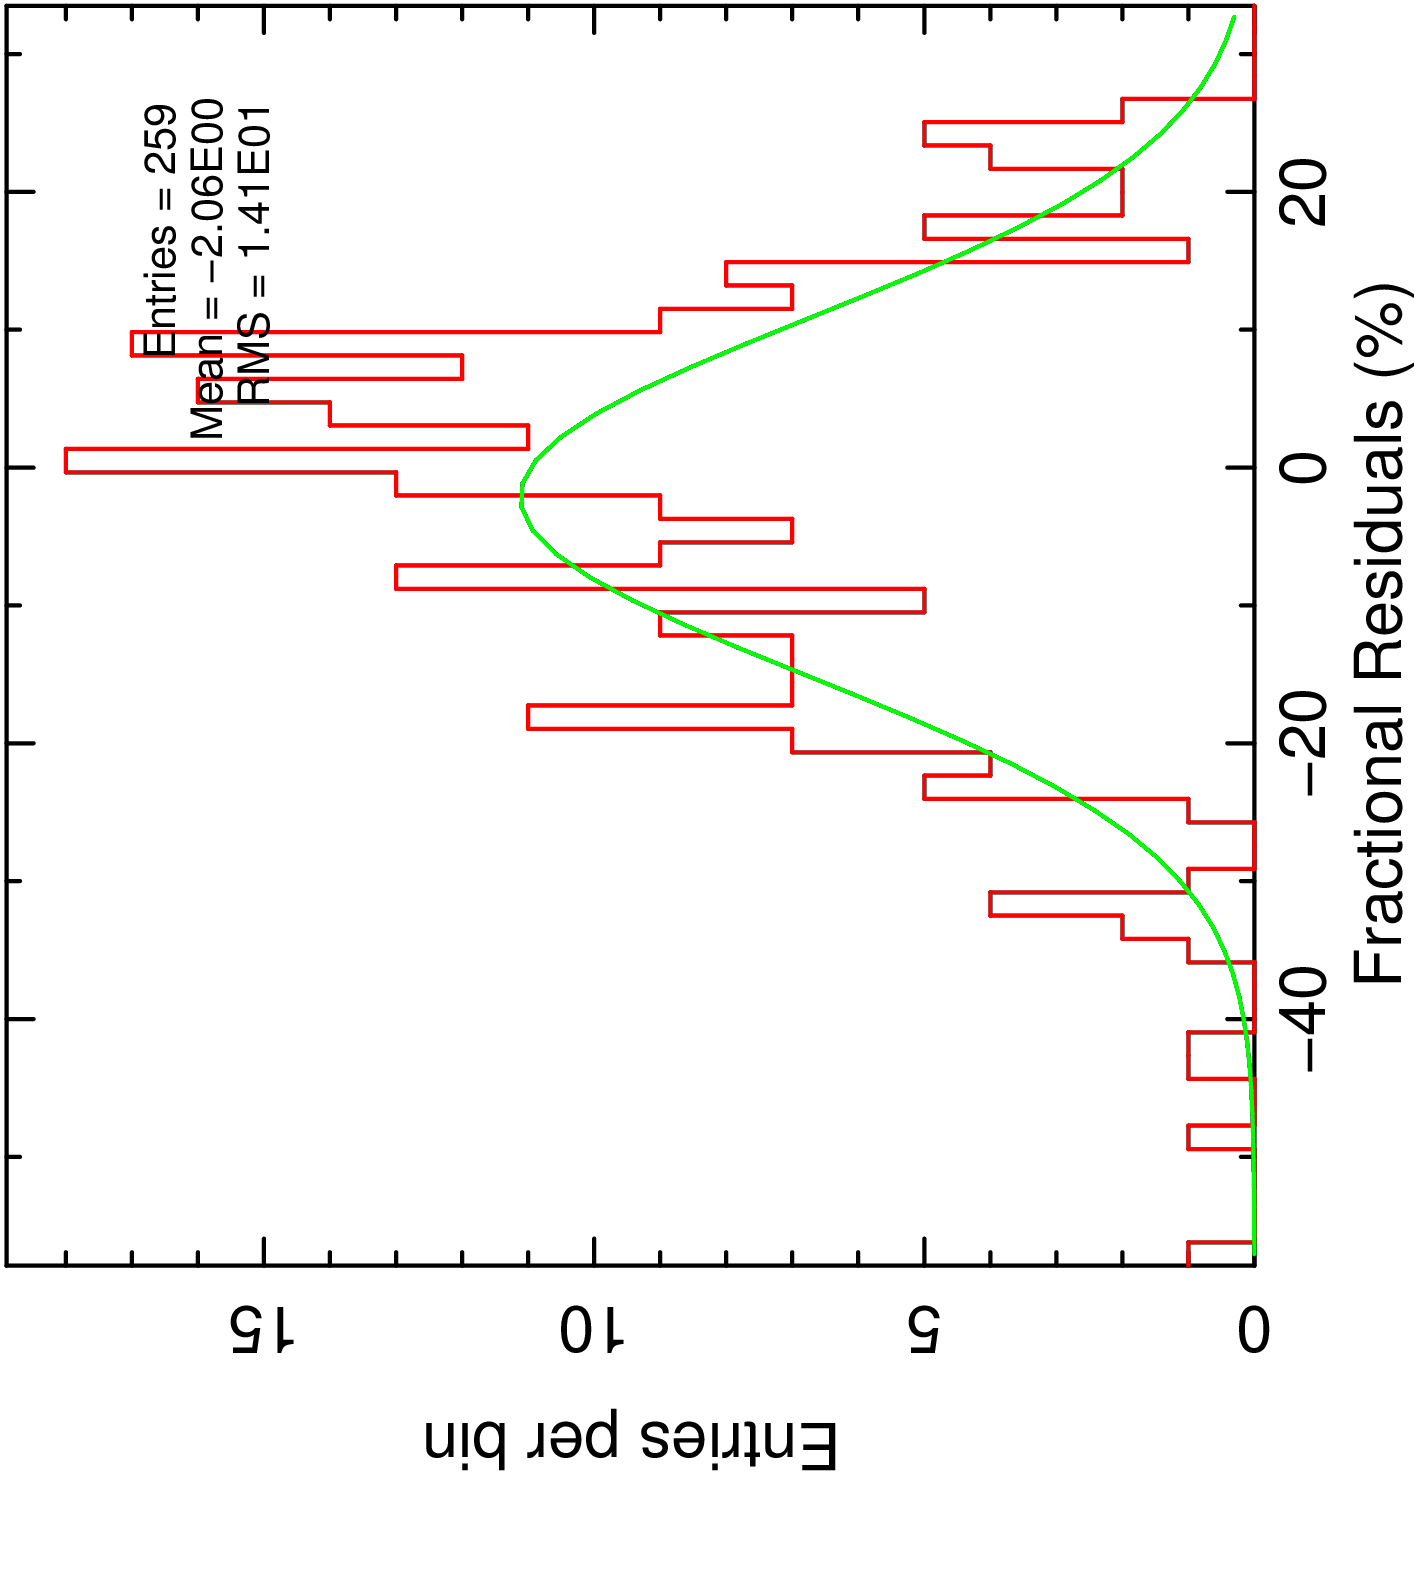 Entries = 259
Mean = −2.06E00
RMS = 1.41E01
Entries per bin
0
5
10
15
−40
−20
0
20
Fractional Residuals (%)